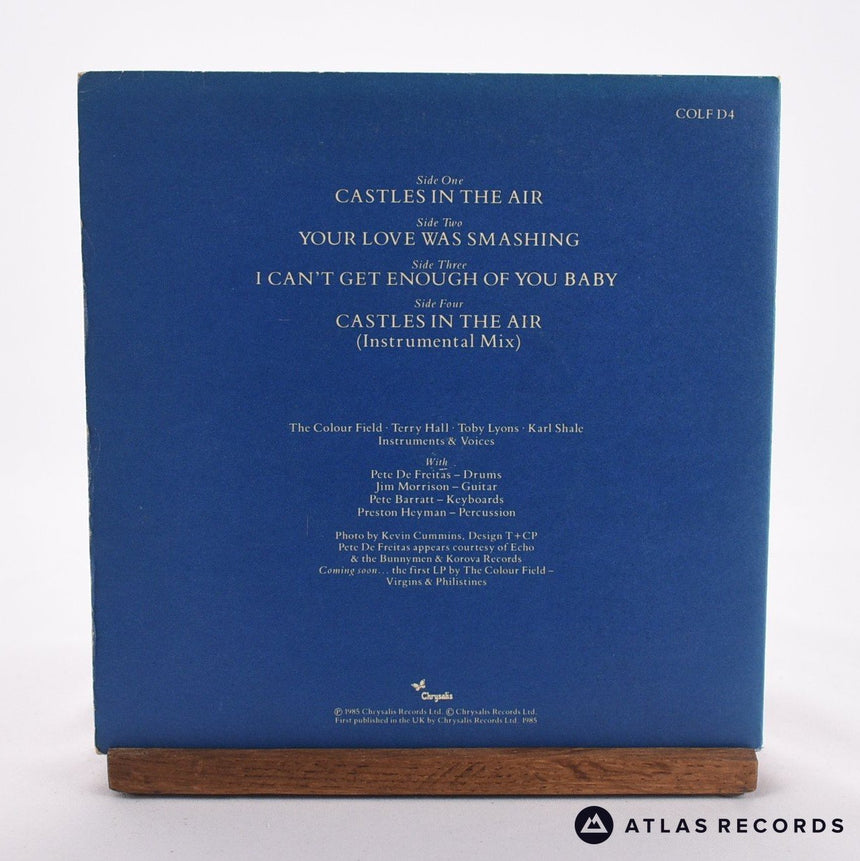 COLF D4
Side One
CASTLES IN THE AIR
Side Two
YOUR LOVE WAS SMASHING
Side Three
I CAN'T GET ENOUGH OF YOU BABY
Side Four
CASTLES IN THE AIR
(Instrumental Mix)
The Colour Field · Terry Hall · Toby Lyons · Karl Shale
Instruments & Voices
With
Pete De Freitas – Drums
Jim Morrison – Guitar
Pete Barratt – Keyboards
Preston Heyman – Percussion
Photo by Kevin Cummins, Design T+CP
Pete De Freitas appears courtesy of Echo
& the Bunnymen & Korova Records
Coming soon... the first LP by The Colour Field –
Virgins & Philistines
Chrysalis
℗ 1985 Chrysalis Records Ltd. © Chrysalis Records Ltd.
First published in the UK by Chrysalis Records Ltd. 1985
ATLAS RECORDS